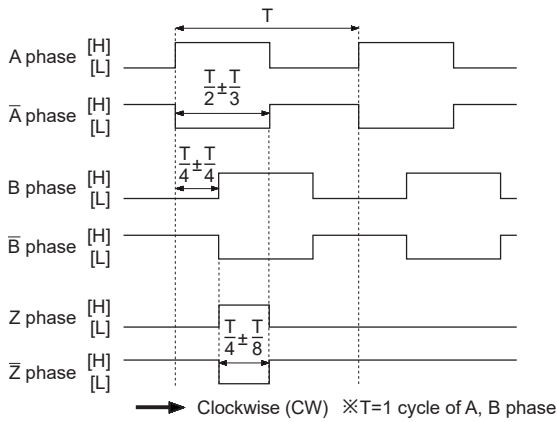 T
A phase [H]
[L]
T/2±T/3
A̅ phase [H]
[L]
T/4±T/4
B phase [H]
[L]
B̅ phase [H]
[L]
Z phase [H]
[L]
T/4±T/8
Z̅ phase [H]
[L]
Clockwise (CW) ※T=1 cycle of A, B phase